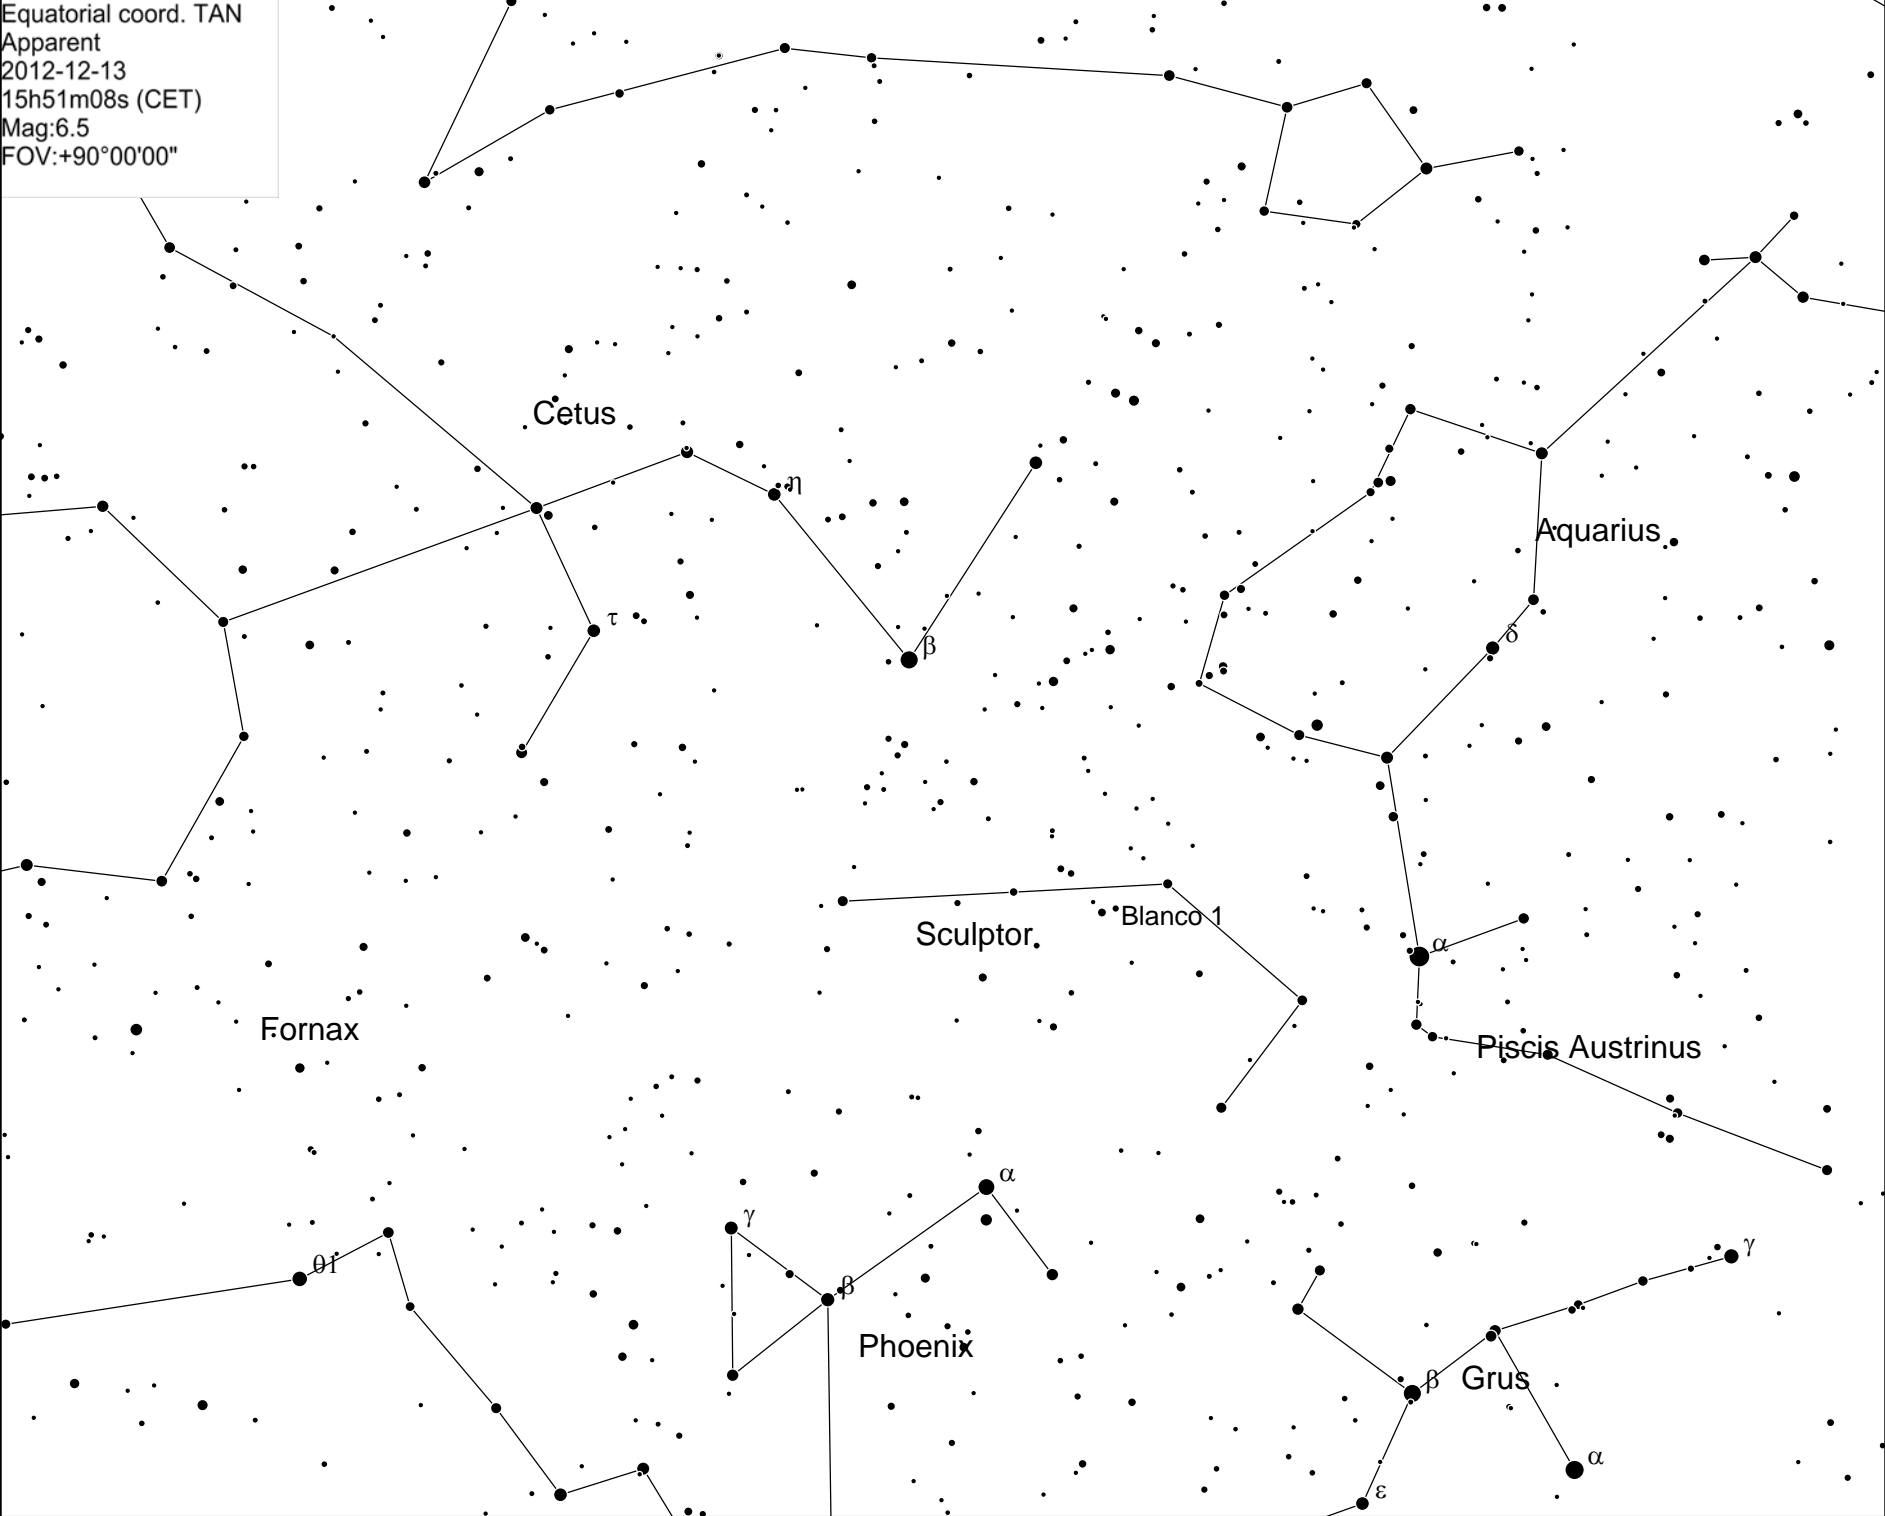 Equatorial coord. TAN
Apparent
2012-12-13
15h51m08s (CET)
Mag:6.5
FOV:+90°00'00"
Cetus
η
Aquarius
τ
δ
β
Blanco 1
Sculptor
α
Fornax
Piscis Austrinus
α
γ
γ
θ1
β
Phoenix
β
Grus
α
ε